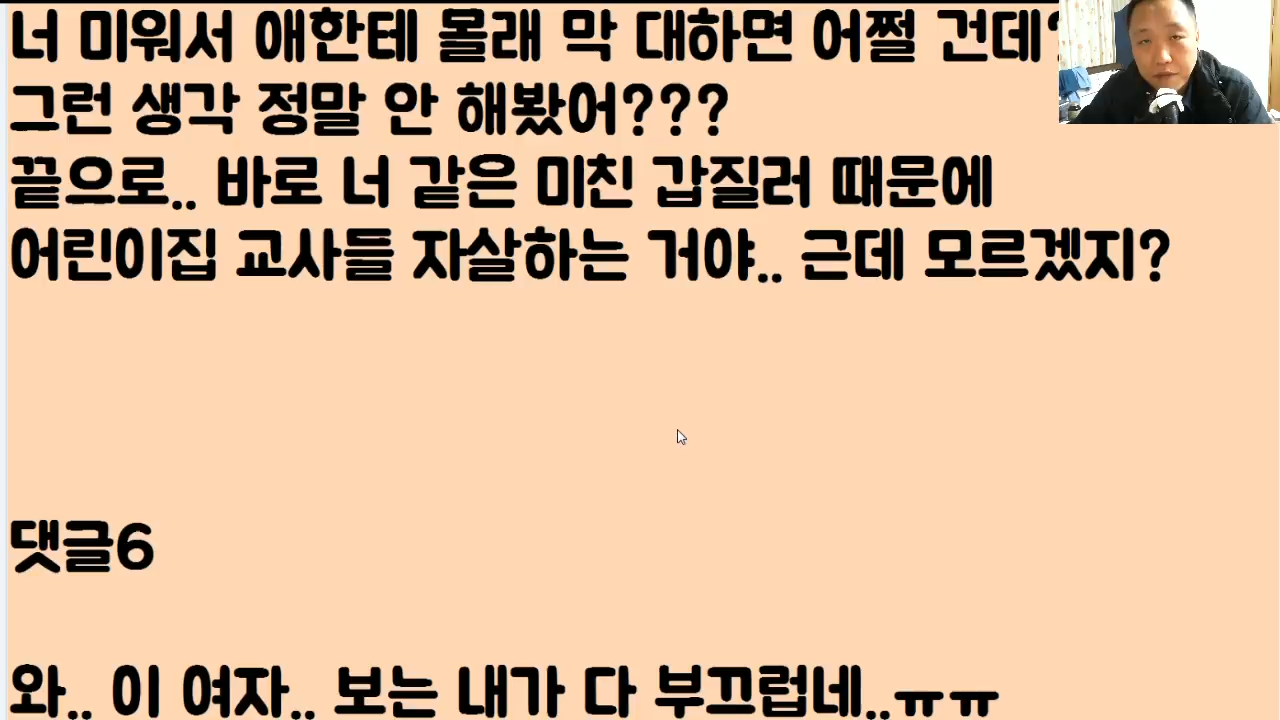 너 미워서 애한테 몰래 막 대하면 어쩔 건데?
그런 생각 정말 안 해봤어???
끝으로.. 바로 너 같은 미친 갑질러 때문에
어린이집 교사들 자살하는 거야.. 근데 모르겠지?
댓글6
와.. 이 여자.. 보는 내가 다 부끄럽네..ㅠㅠ